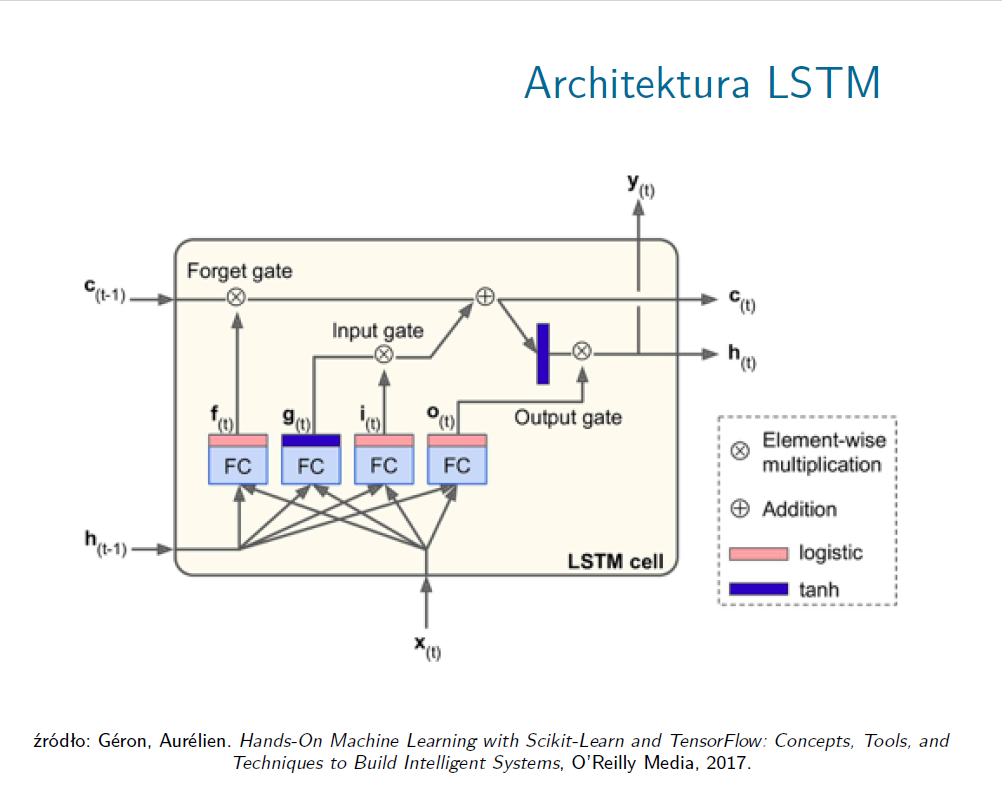 Architektura LSTM
y(t)
Forget gate
c(t-1)
c(t)
Input gate
h(t)
f(t) g(t) i(t) o(t)
Output gate
FC FC FC FC
Element-wise
multiplication
Addition
h(t-1)
LSTM cell
logistic
tanh
x(t)
źródło: Géron, Aurélien. Hands-On Machine Learning with Scikit-Learn and TensorFlow: Concepts, Tools, and
Techniques to Build Intelligent Systems, O'Reilly Media, 2017.